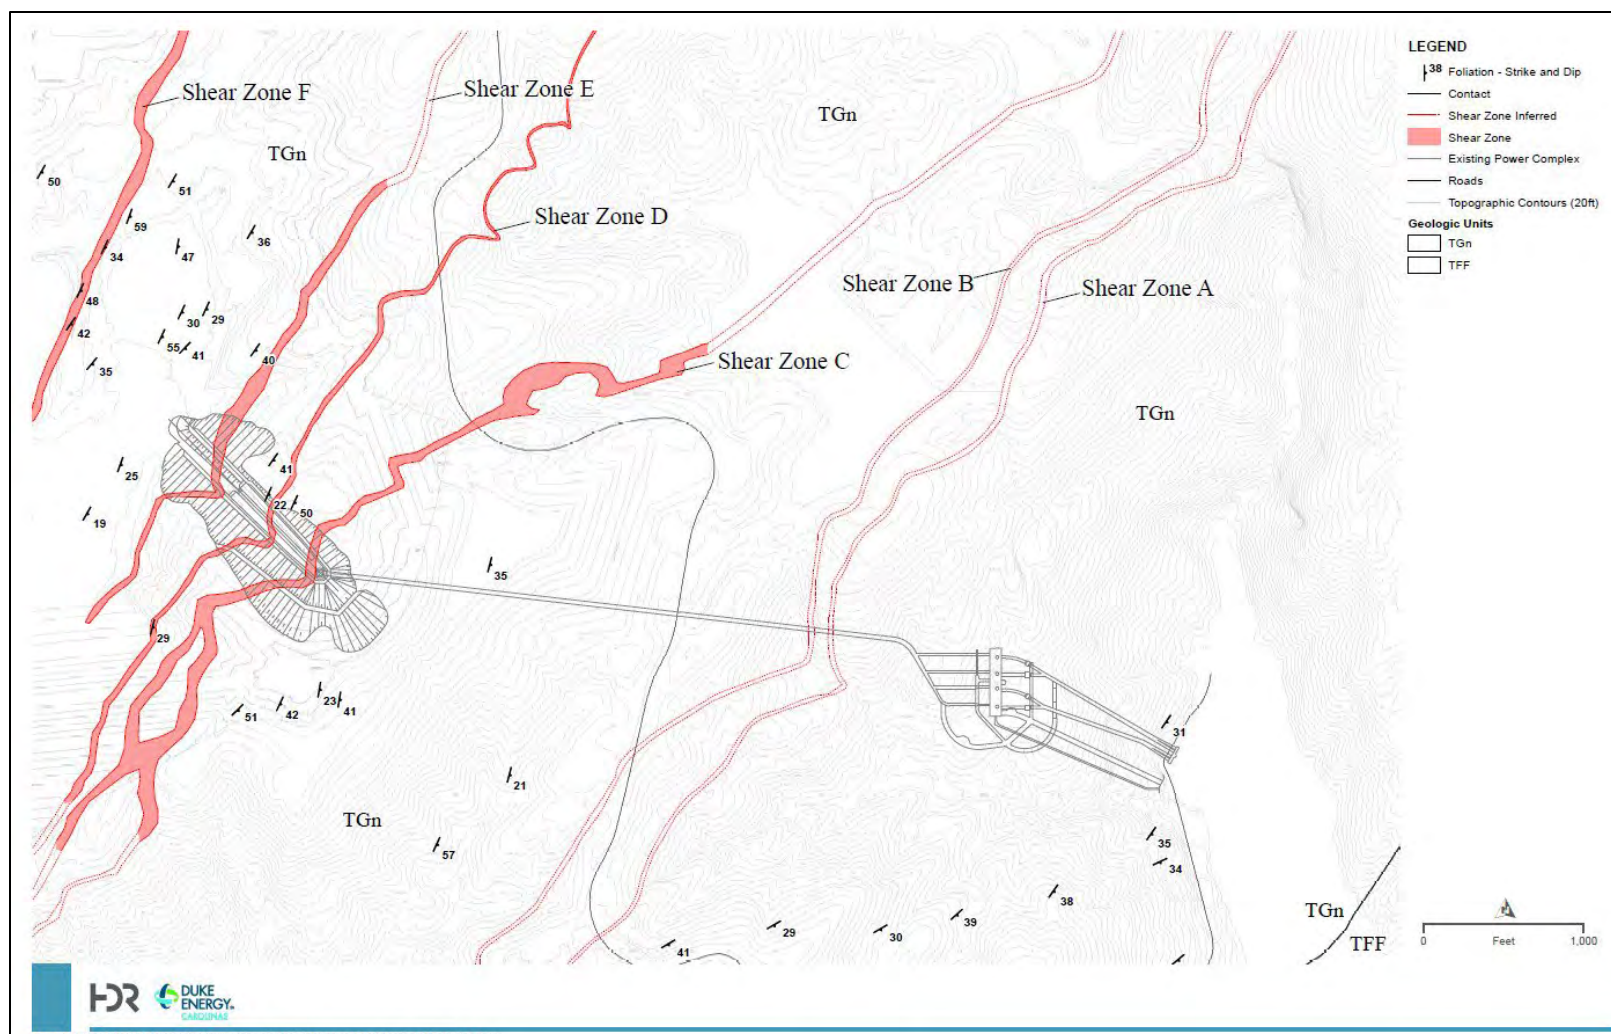 LEGEND
38 Foliation - Strike and Dip
Contact
Shear Zone Inferred
Shear Zone
Existing Power Complex
Roads
Topographic Contours (20ft)
Geologic Units
TGn
TFF
Shear Zone F
Shear Zone E
TGn
TGn
50
51
59
Shear Zone D
36
34
47
Shear Zone B
Shear Zone A
48
30
29
42
55
41
40
35
Shear Zone C
TGn
41
25
22
50
19
35
29
23
41
51
42
31
21
TGn
57
35
34
38
39
TGn
29
30
41
TFF
0
Feet
1,000
HDR
DUKE
ENERGY
CAROLINAS